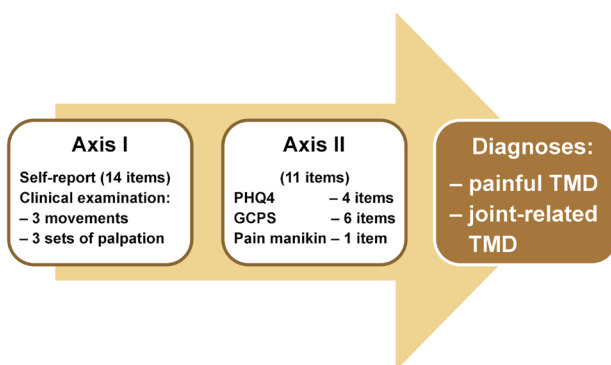 Axis I
Self-report (14 items)
Clinical examination:
– 3 movements
– 3 sets of palpation
Axis II
(11 items)
PHQ4 – 4 items
GCPS – 6 items
Pain manikin – 1 item
Diagnoses:
– painful TMD
– joint-related
TMD